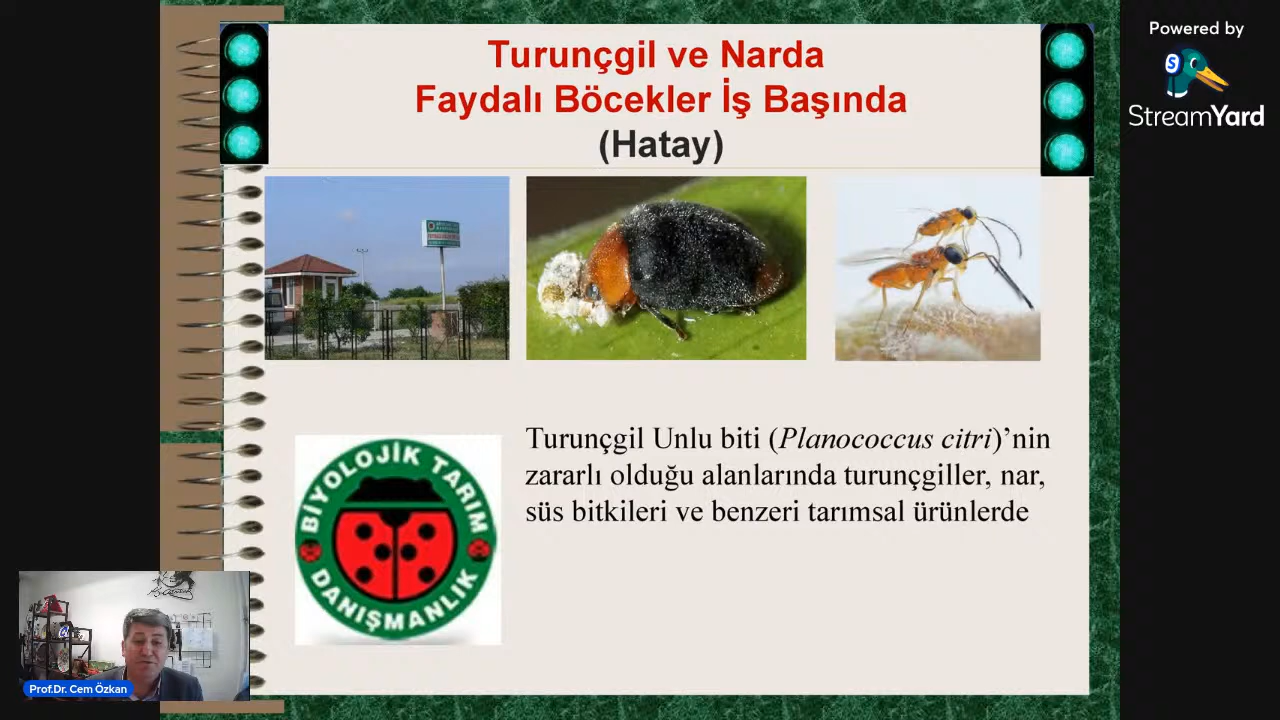 Turunçgil ve Narda
Faydalı Böcekler İş Başında
(Hatay)
Powered by
StreamYard
Turunçgil Unlu biti (Planococcus citri)’nin
zararlı olduğu alanlarında turunçgiller, nar,
süs bitkileri ve benzeri tarımsal ürünlerde
BİYOLOJİK TARIM
DANIŞMANLIK
Prof.Dr. Cem Özkan